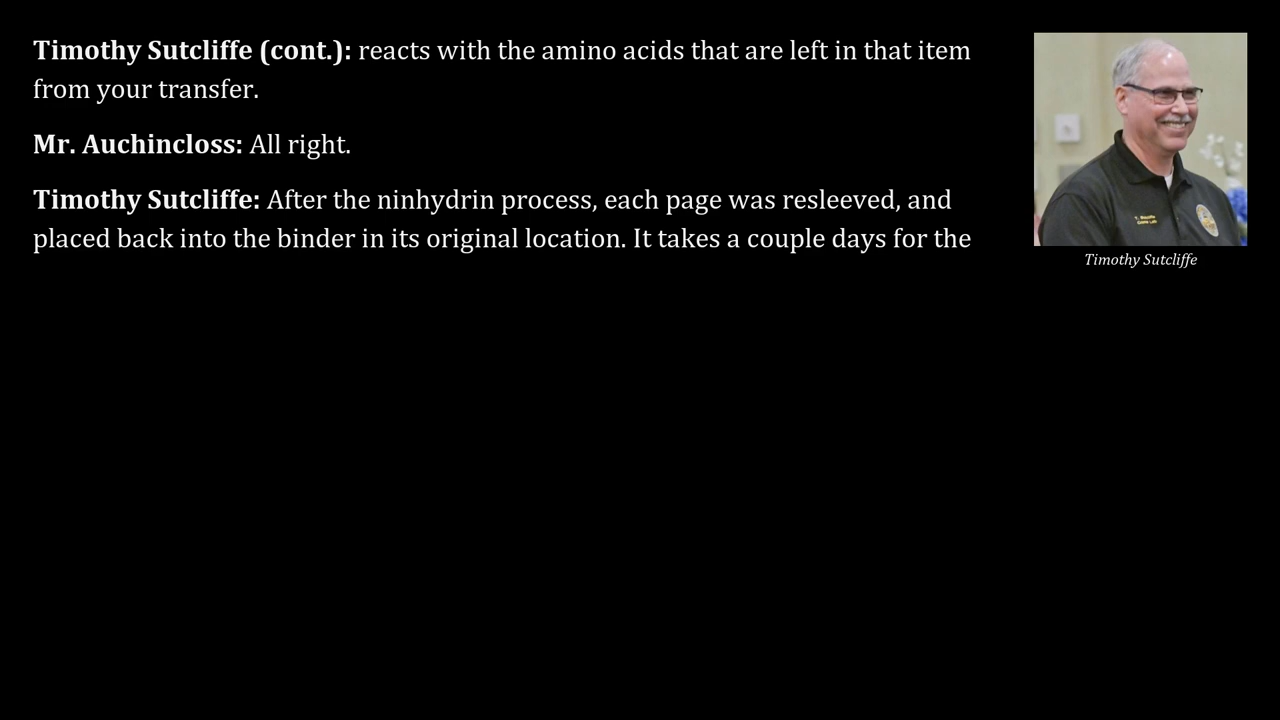 Timothy Sutcliffe (cont.): reacts with the amino acids that are left in that item
from your transfer.
Mr. Auchincloss: All right.
Timothy Sutcliffe: After the ninhydrin process, each page was resleeved, and
placed back into the binder in its original location. It takes a couple days for the
Timothy Sutcliffe